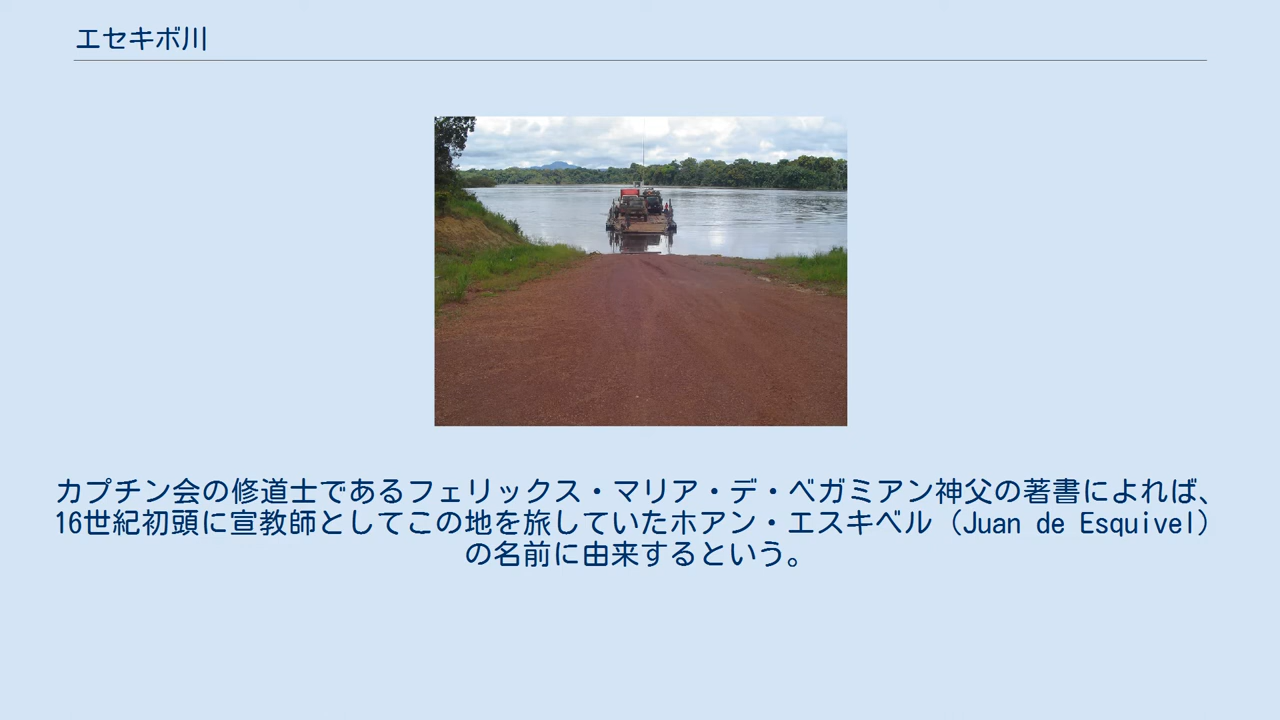 エセキボ川
カプチン会の修道士であるフェリックス・マリア・デ・ベガミアン神父の著書によれば、
16世紀初頭に宣教師としてこの地を旅していたホアン・エスキベル（Juan de Esquivel）
の名前に由来するという。